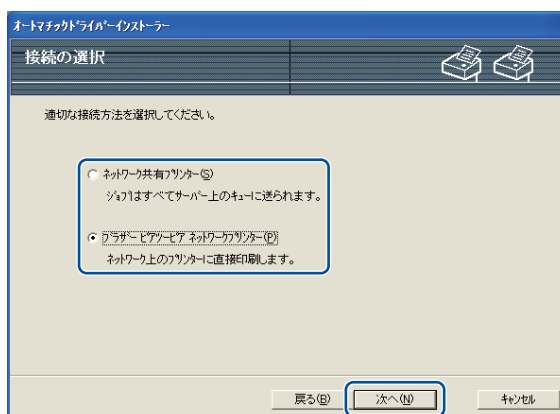 オートマチックドライバーインストーラー
接続の選択
適切な接続方法を選択してください。
ネットワーク共有プリンター(S)
ジョブはすべてサーバー上のキューに送られます。
ブラザー ピアツーピア ネットワークプリンター(P)
ネットワーク上のプリンターに直接印刷します。
戻る(B) 次へ(N) キャンセル